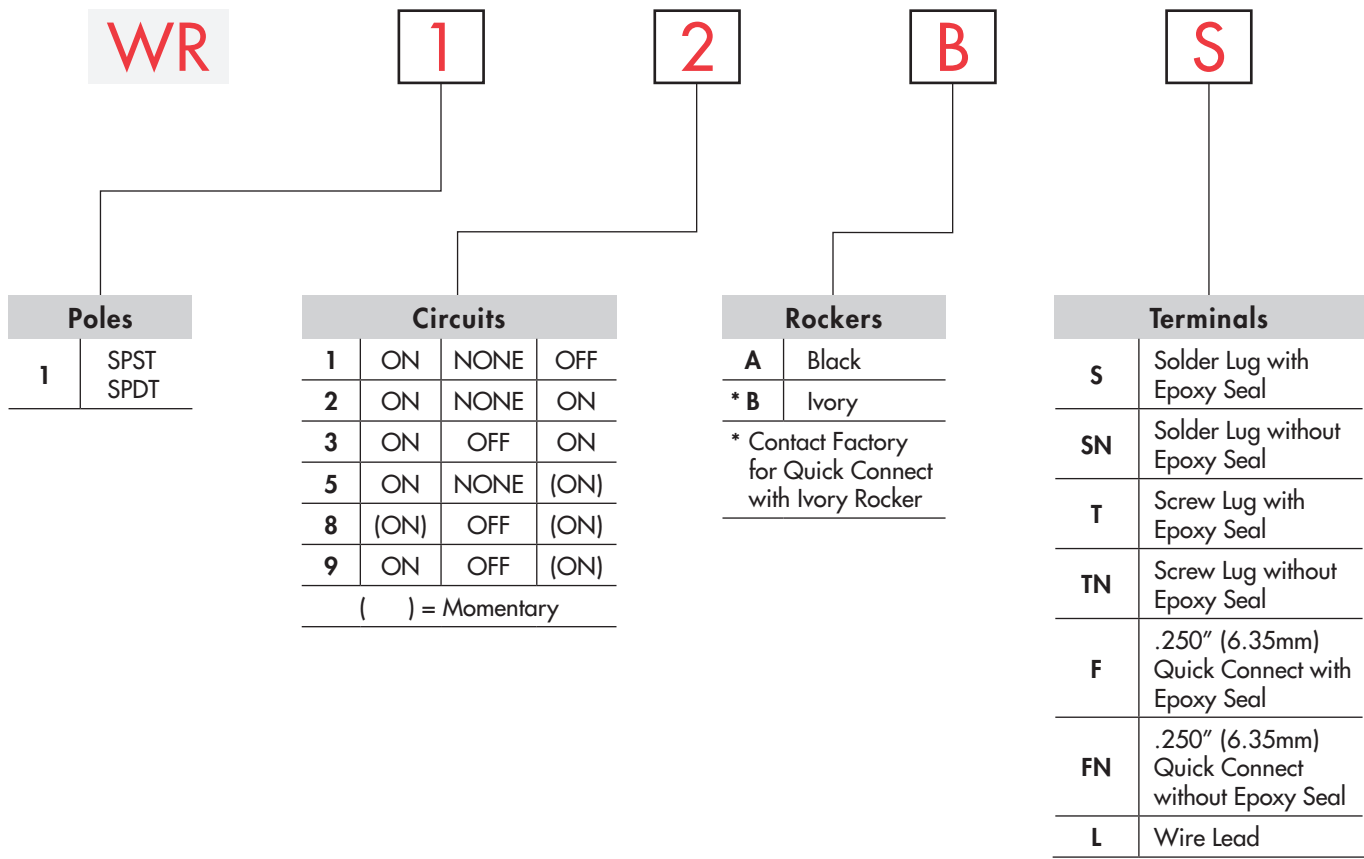 WR 1 2 B S
Poles
1 SPST
SPDT
Circuits
1 ON NONE OFF
2 ON NONE ON
3 ON OFF ON
5 ON NONE (ON)
8 (ON) OFF (ON)
9 ON OFF (ON)
( ) = Momentary
Rockers
A Black
* B Ivory
* Contact Factory
for Quick Connect
with Ivory Rocker
Terminals
S Solder Lug with
Epoxy Seal
SN Solder Lug without
Epoxy Seal
T Screw Lug with
Epoxy Seal
TN Screw Lug without
Epoxy Seal
F .250″ (6.35mm)
Quick Connect with
Epoxy Seal
FN .250″ (6.35mm)
Quick Connect
without Epoxy Seal
L Wire Lead